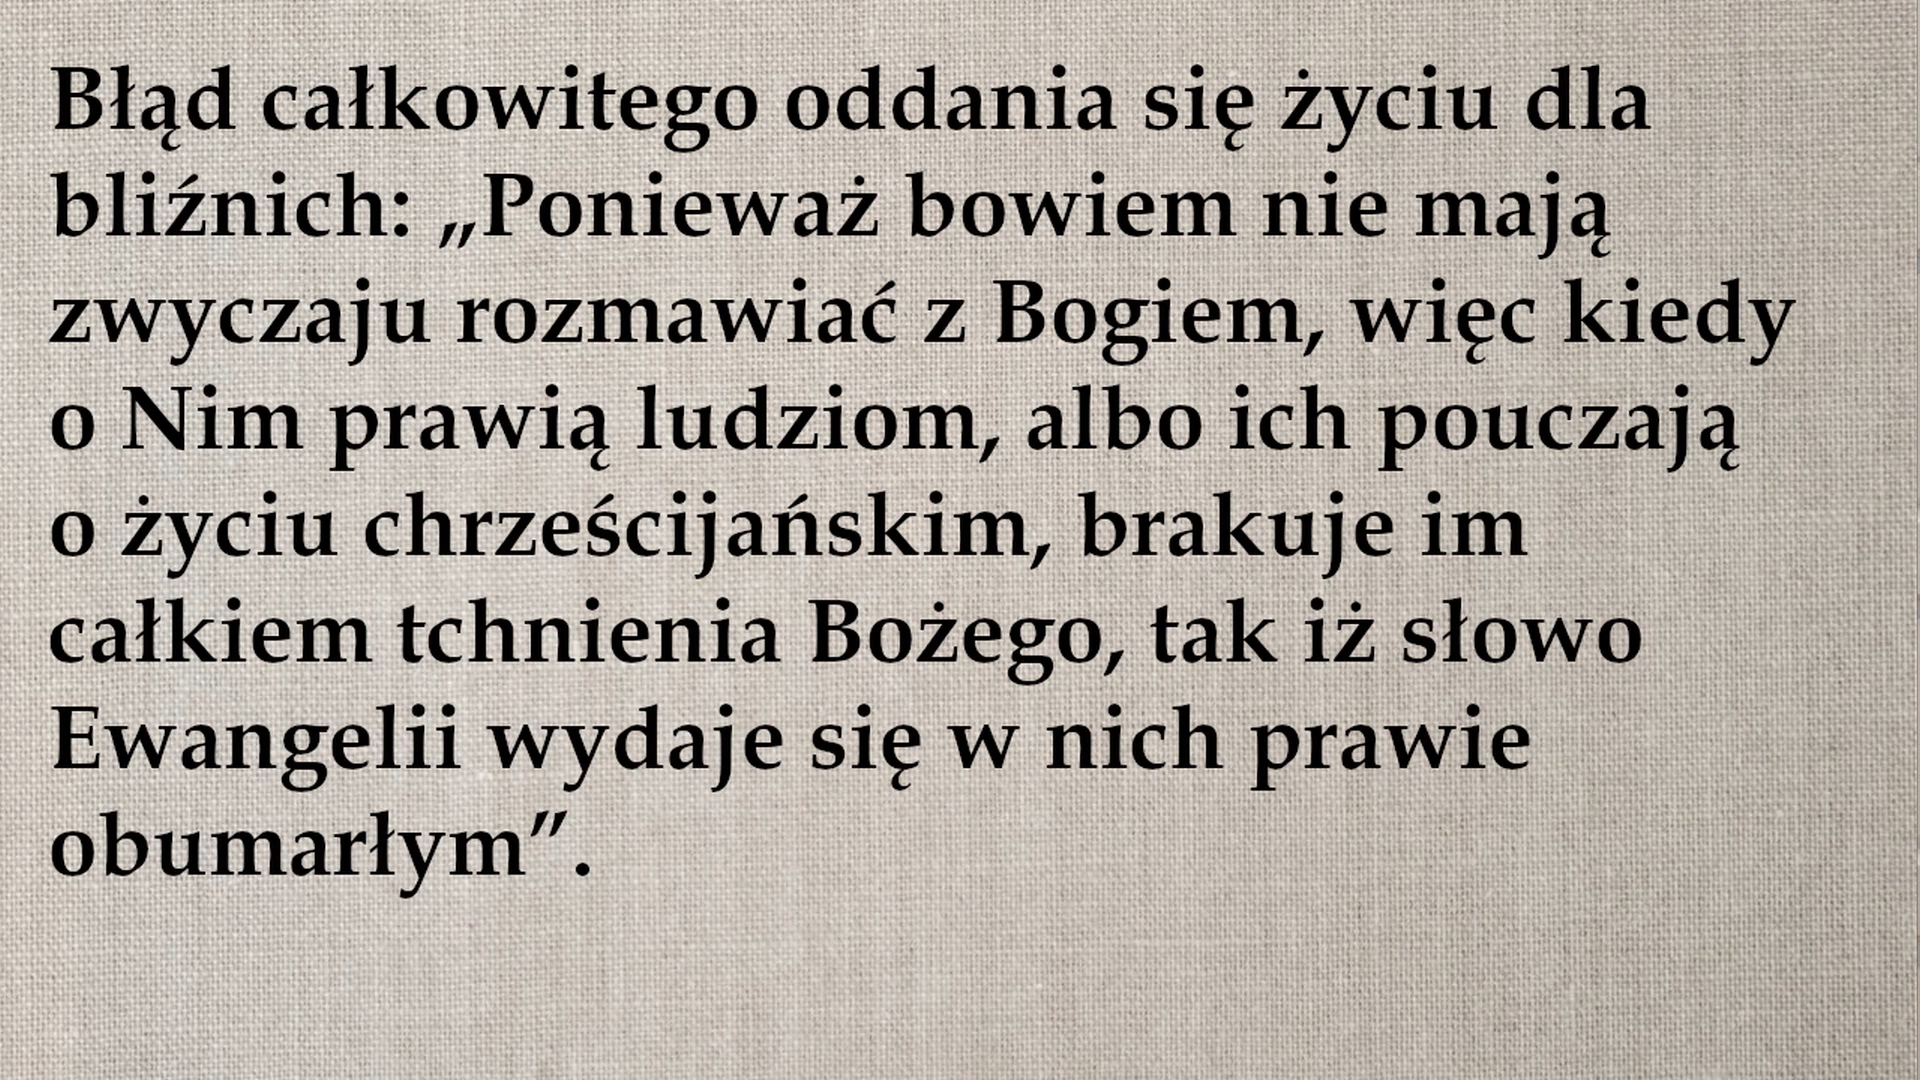 Błąd całkowitego oddania się życiu dla
bliźnich: „Ponieważ bowiem nie mają
zwyczaju rozmawiać z Bogiem, więc kiedy
o Nim prawią ludziom, albo ich pouczają
o życiu chrześcijańskim, brakuje im
całkiem tchnienia Bożego, tak iż słowo
Ewangelii wydaje się w nich prawie
obumarłym”.